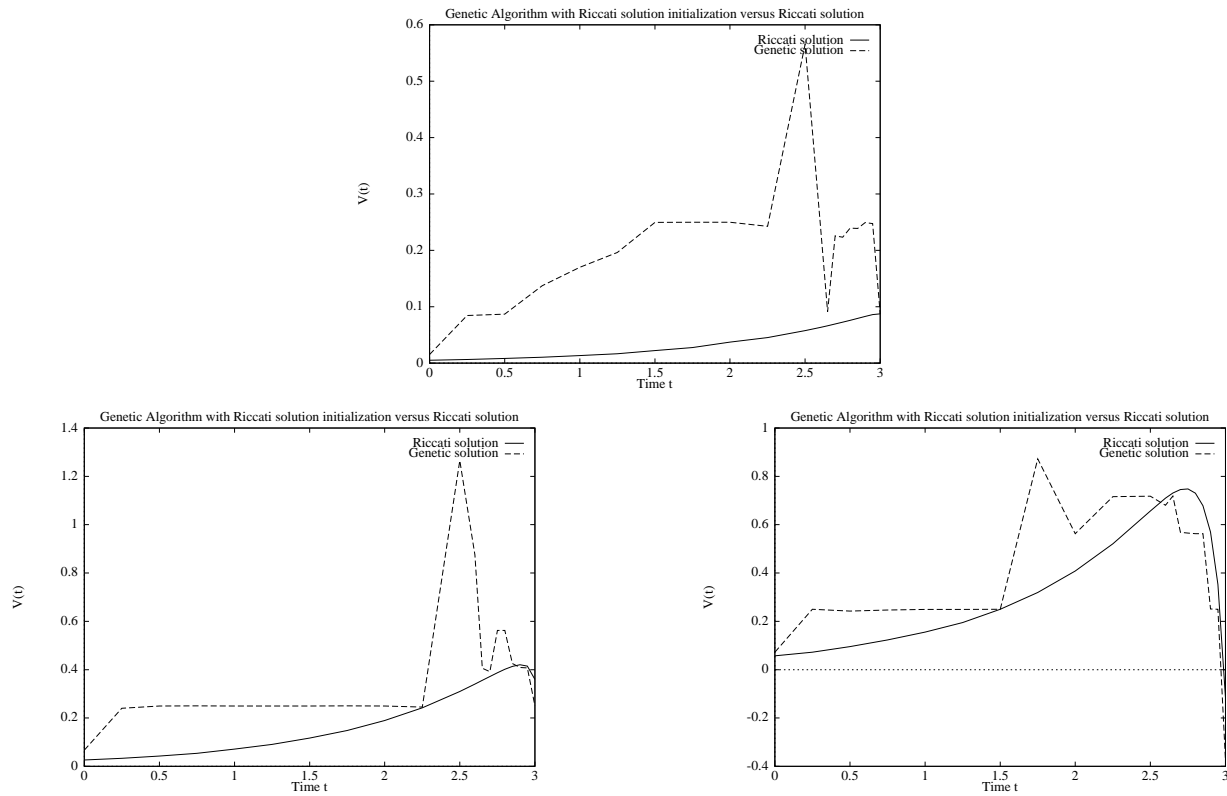 Genetic Algorithm with Riccati solution initialization versus Riccati solution
0.6
Riccati solution
Genetic solution
0.5
0.4
0.3
V(t)
0.2
0.1
0
0 0.5 1 1.5 2 2.5 3
Time t
Genetic Algorithm with Riccati solution initialization versus Riccati solution
1.4
Riccati solution
Genetic solution
1.2
1
0.8
V(t)
0.6
0.4
0.2
0
0 0.5 1 1.5 2 2.5 3
Time t
Genetic Algorithm with Riccati solution initialization versus Riccati solution
1
Riccati solution
Genetic solution
0.8
0.6
0.4
V(t)
0.2
0
-0.2
-0.4
0 0.5 1 1.5 2 2.5 3
Time t